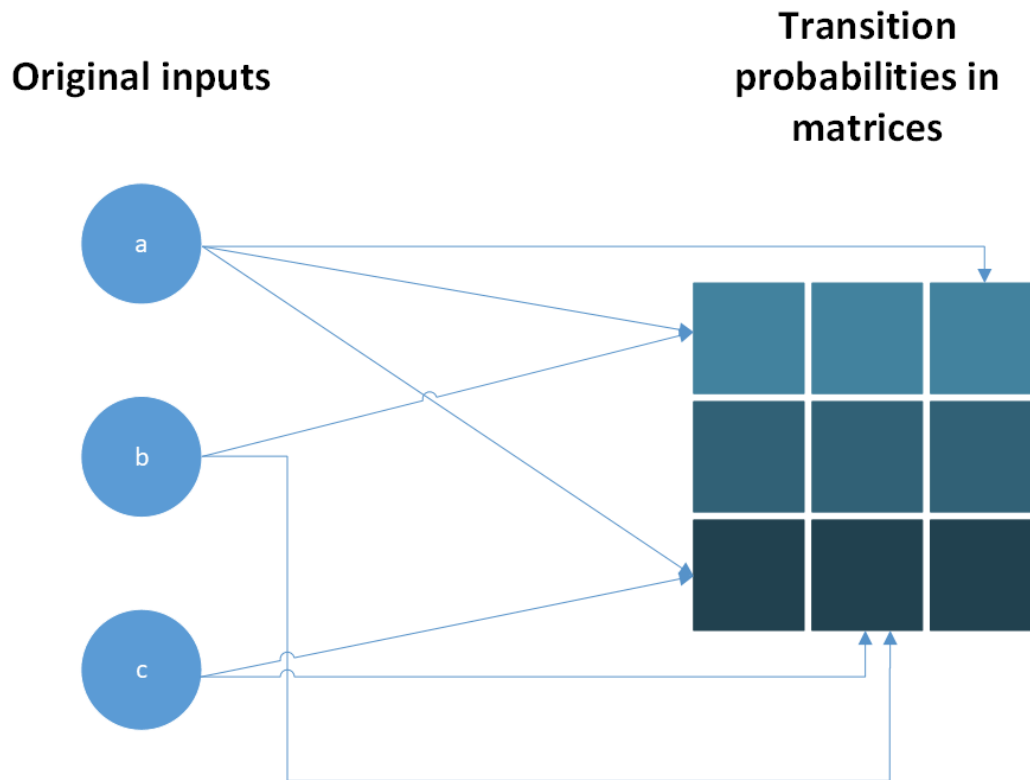 Original inputs
Transition
probabilities in
matrices
a
b
c